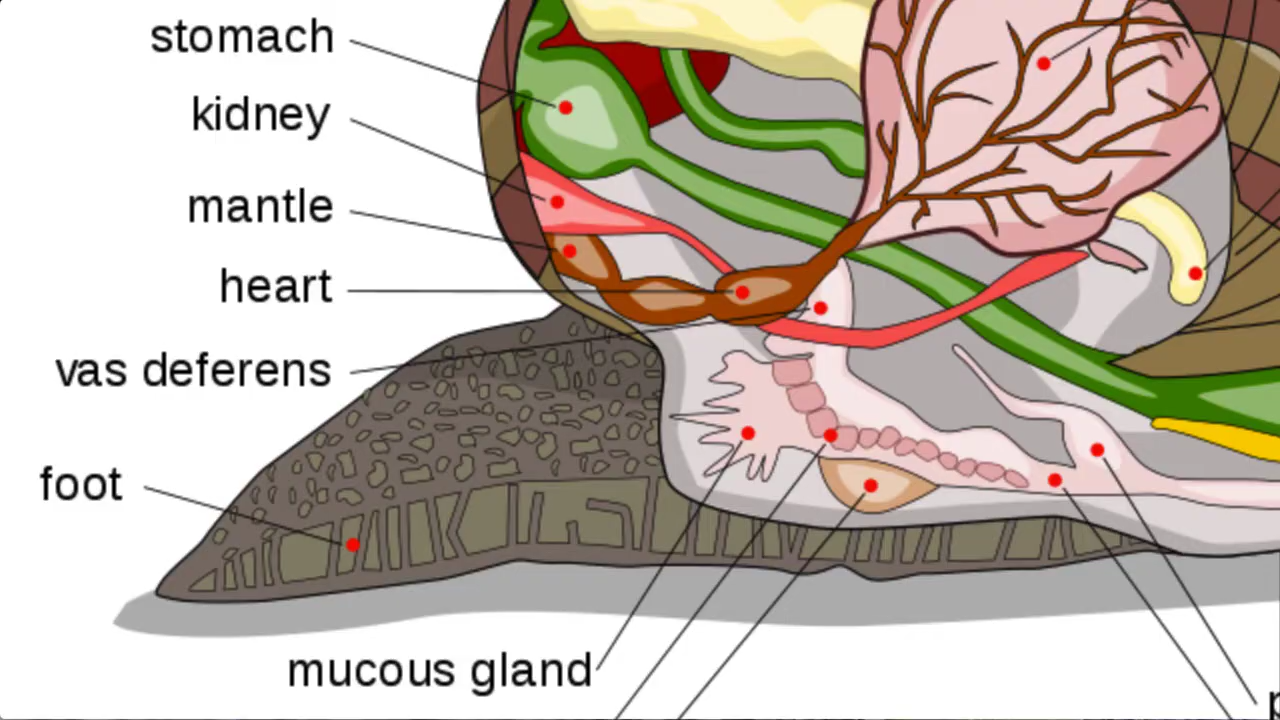 stomach
kidney
mantle
heart
vas deferens
foot
mucous gland